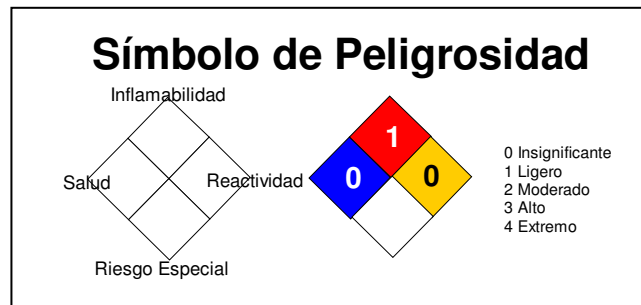 Símbolo de Peligrosidad
Inflamabilidad
Salud
Reactividad
Riesgo Especial
1
0
0
0 Insignificante
1 Ligero
2 Moderado
3 Alto
4 Extremo